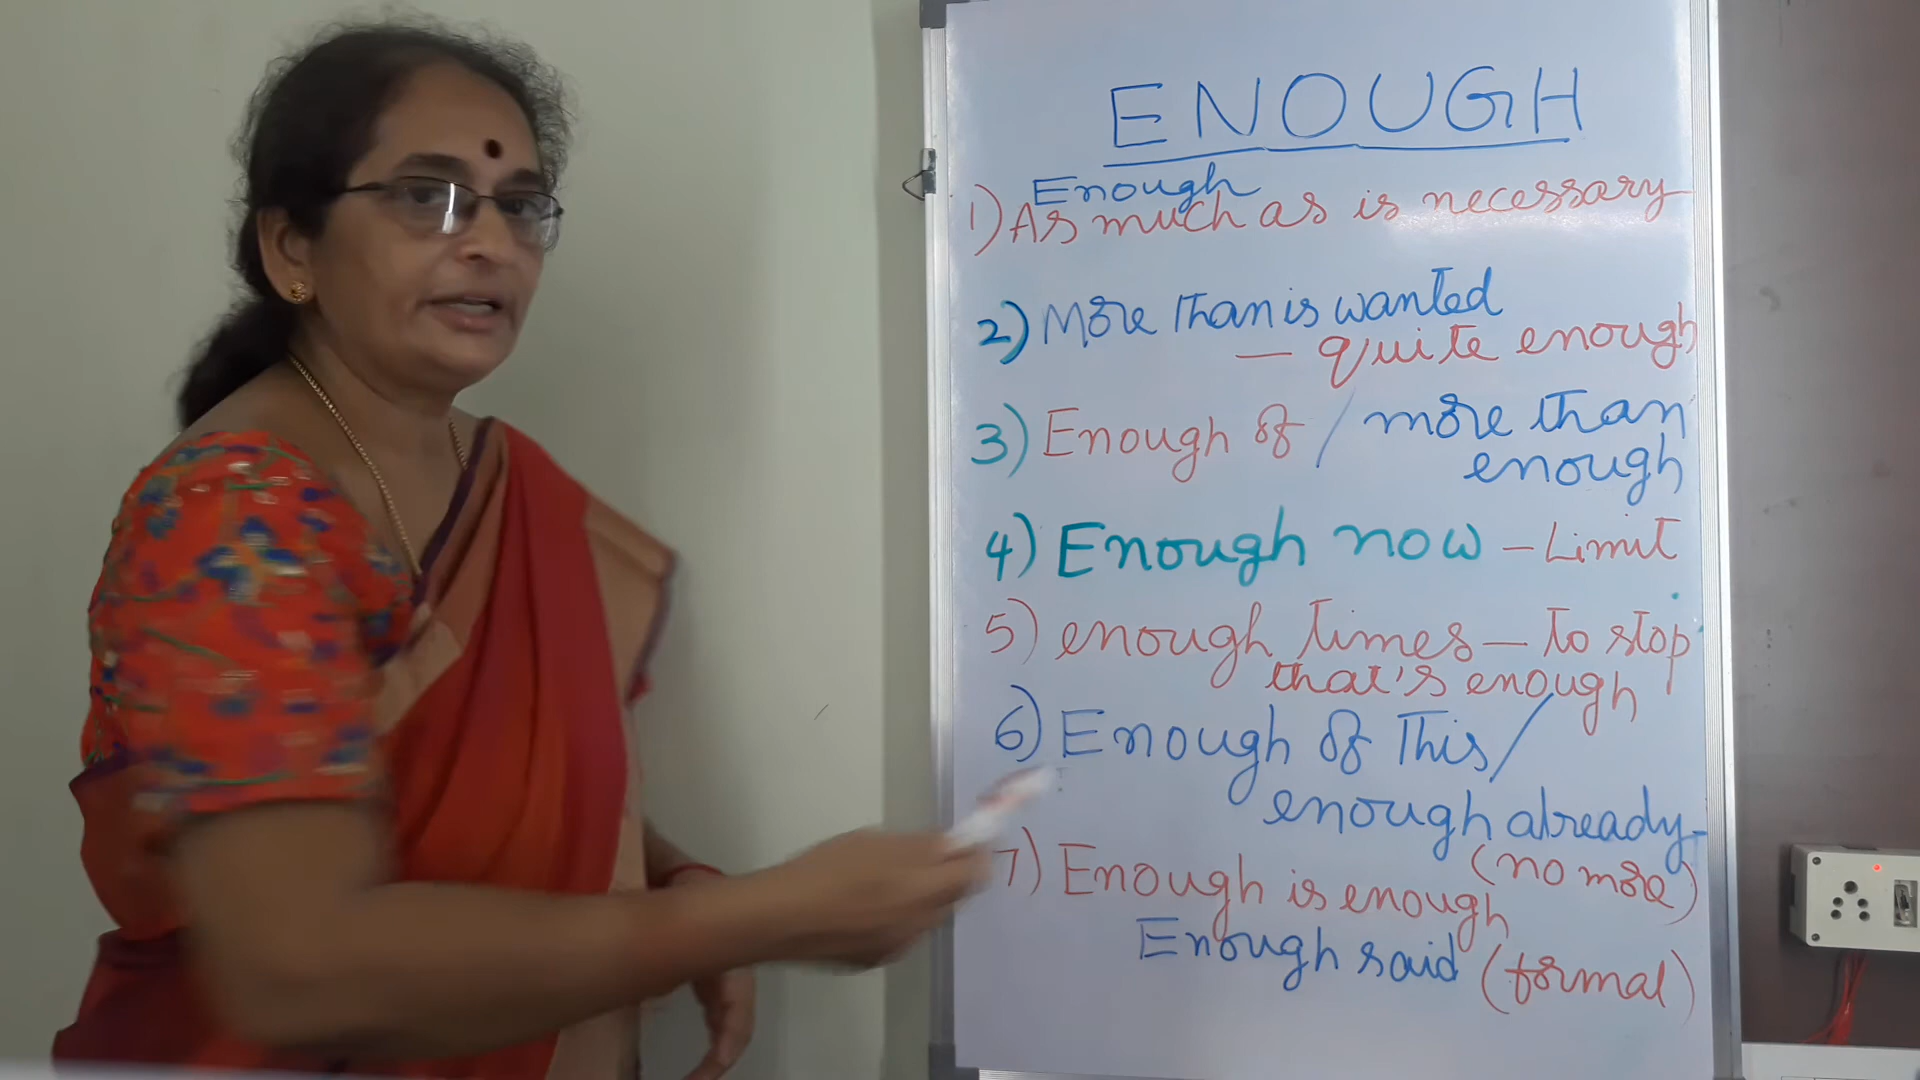 ENOUGH
Enough
1) As much as is necessary
2) More than is wanted
— quite enough
3) Enough of / more than
enough
4) Enough now – Limit
5) enough times – to stop
that's enough
6) Enough of this /
enough already
(no more)
7) Enough is enough
Enough said (formal)